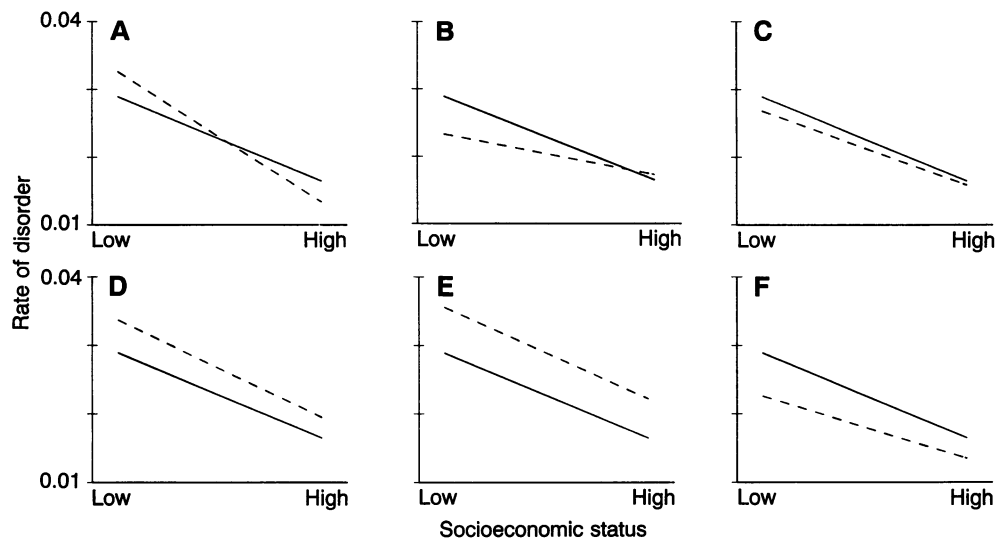 0.04
A
B
C
0.01
Low High
Low High
Low High
Rate of disorder
0.04
D
E
F
0.01
Low High
Low High
Low High
Socioeconomic status